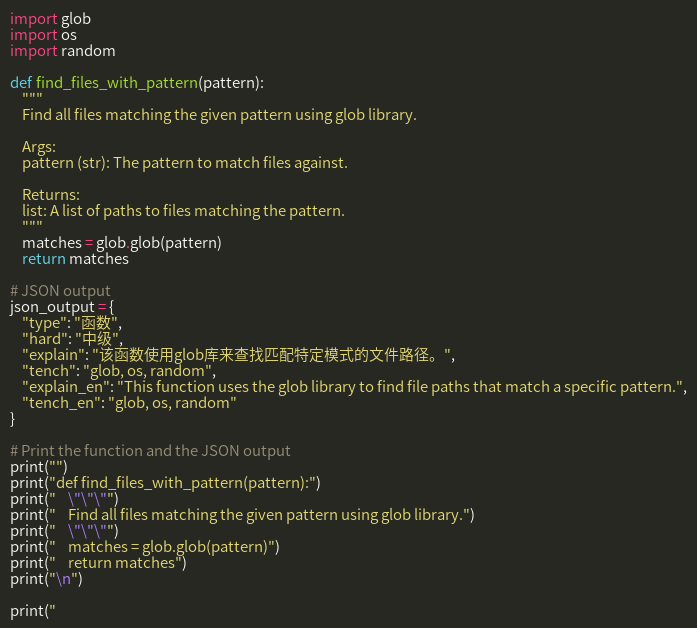 import glob
import os
import random

def find_files_with_pattern(pattern):
    """
    Find all files matching the given pattern using glob library.

    Args:
    pattern (str): The pattern to match files against.

    Returns:
    list: A list of paths to files matching the pattern.
    """
    matches = glob.glob(pattern)
    return matches

# JSON output
json_output = {
    "type": "函数",
    "hard": "中级",
    "explain": "该函数使用glob库来查找匹配特定模式的文件路径。",
    "tench": "glob, os, random",
    "explain_en": "This function uses the glob library to find file paths that match a specific pattern.",
    "tench_en": "glob, os, random"
}

# Print the function and the JSON output
print("")
print("def find_files_with_pattern(pattern):")
print("    \"\"\"")
print("    Find all files matching the given pattern using glob library.")
print("    \"\"\"")
print("    matches = glob.glob(pattern)")
print("    return matches")
print("\n")

print("